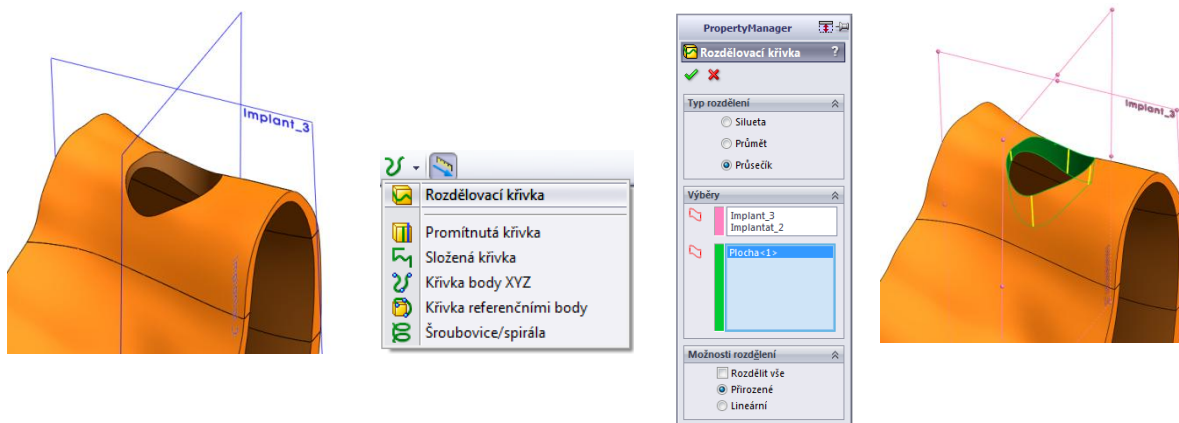 Implant_3
Rozdělovací křivka
Promítnutá křivka
Složená křivka
Křivka body XYZ
Křivka referenčními body
Šroubovice/spirála
PropertyManager
Rozdělovací křivka ?
Typ rozdělení
Silueta
Průmět
Průsečík
Výběry
Implant_3
Implantat_2
Plocha<1>
Možnosti rozdělení
Rozdělit vše
Přirozené
Lineární
Implant_3